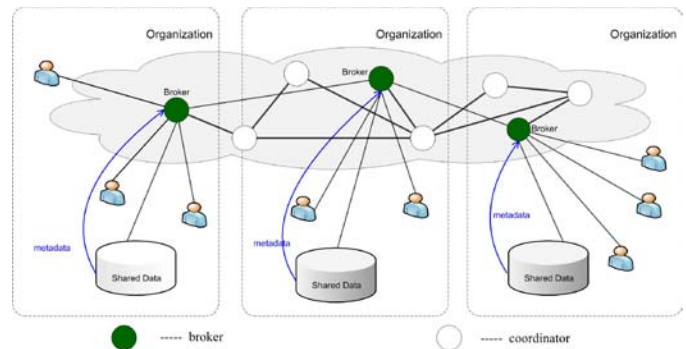 Organization
Organization
Organization
Broker
Broker
Broker
metadata
metadata
metadata
Shared Data
Shared Data
Shared Data
----- broker
----- coordinator